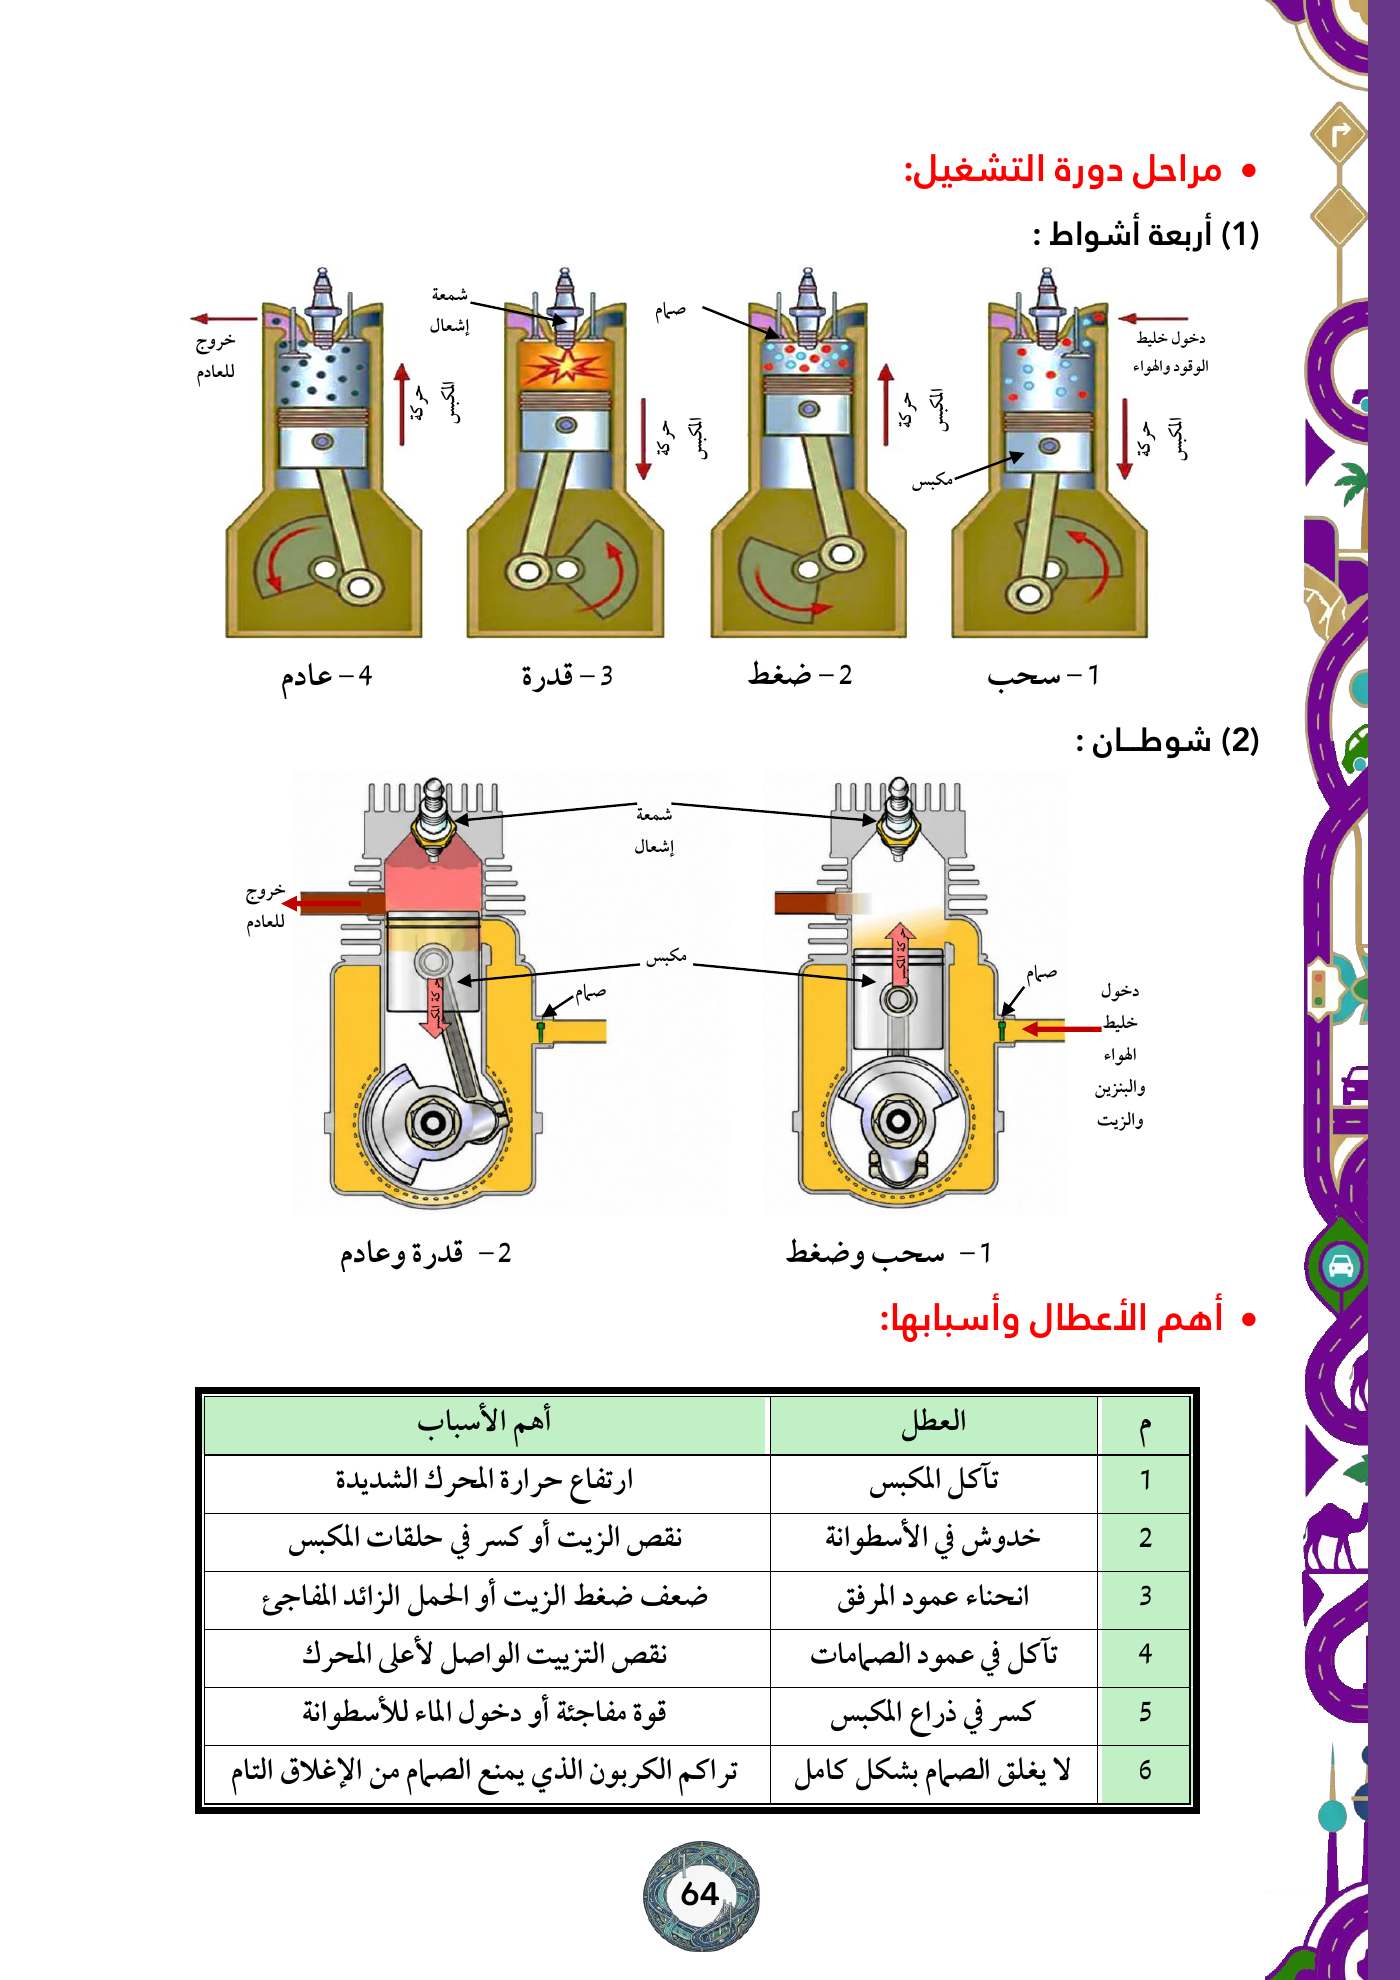 • مراحل دورة التشغيل:
(1) أربعة أشواط :
دخول خليط
الوقود والهواء
حركة
المكبس
مكبس
صمام
حركة
المكبس
شمعة
إشعال
حركة
المكبس
خروج
للعادم
حركة
المكبس
1– سحب
2– ضغط
3– قدرة
4– عادم
(2) شوطــان :
شمعة
إشعال
مكبس
صمام
دخول
خليط
الهواء
والبنزين
والزيت
حركة المكبس
خروج
للعادم
صمام
حركة المكبس
1– سحب وضغط
2– قدرة وعادم
• أهم الأعطال وأسبابها:
م العطل أهم الأسباب
1 تآكل المكبس ارتفاع حرارة المحرك الشديدة
2 خدوش في الأسطوانة نقص الزيت أو كسر في حلقات المكبس
3 انحناء عمود المرفق ضعف ضغط الزيت أو الحمل الزائد المفاجئ
4 تآكل في عمود الصمامات نقص التزييت الواصل لأعلى المحرك
5 كسر في ذراع المكبس قوة مفاجئة أو دخول الماء للأسطوانة
6 لا يغلق الصمام بشكل كامل تراكم الكربون الذي يمنع الصمام من الإغلاق التام
64